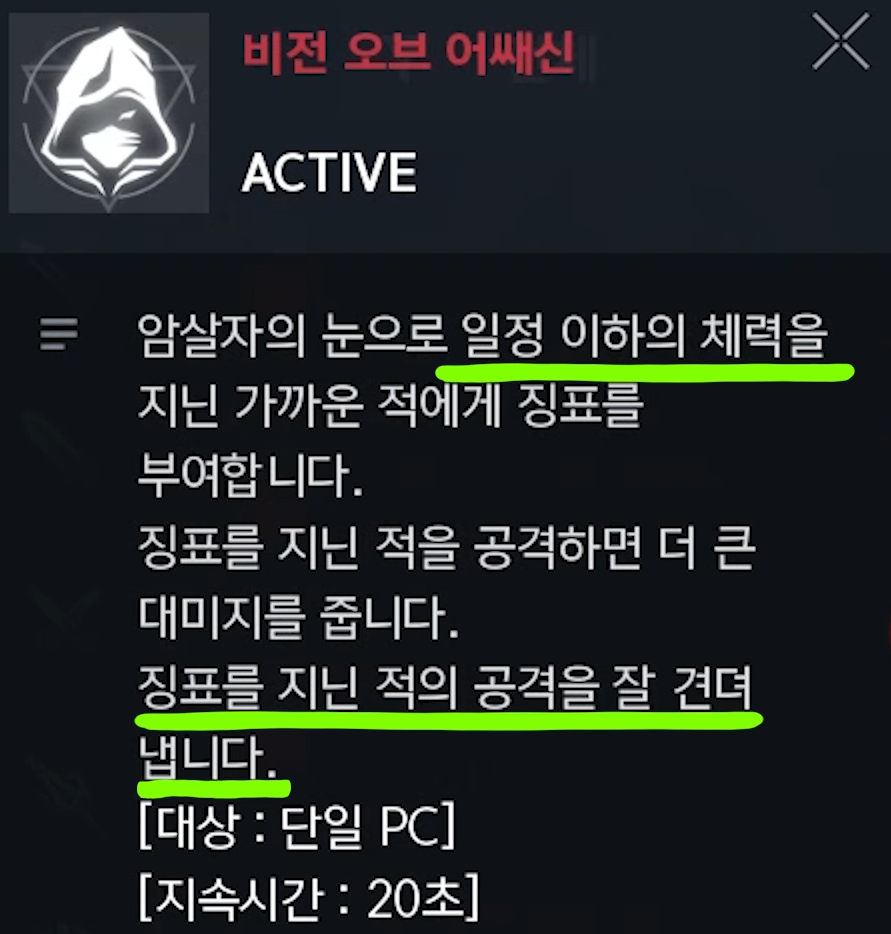 비전 오브 어쌔신
ACTIVE
암살자의 눈으로 일정 이하의 체력을
지닌 가까운 적에게 징표를
부여합니다.
징표를 지닌 적을 공격하면 더 큰
대미지를 줍니다.
징표를 지닌 적의 공격을 잘 견뎌
냅니다.
[대상 : 단일 PC]
[지속시간 : 20초]